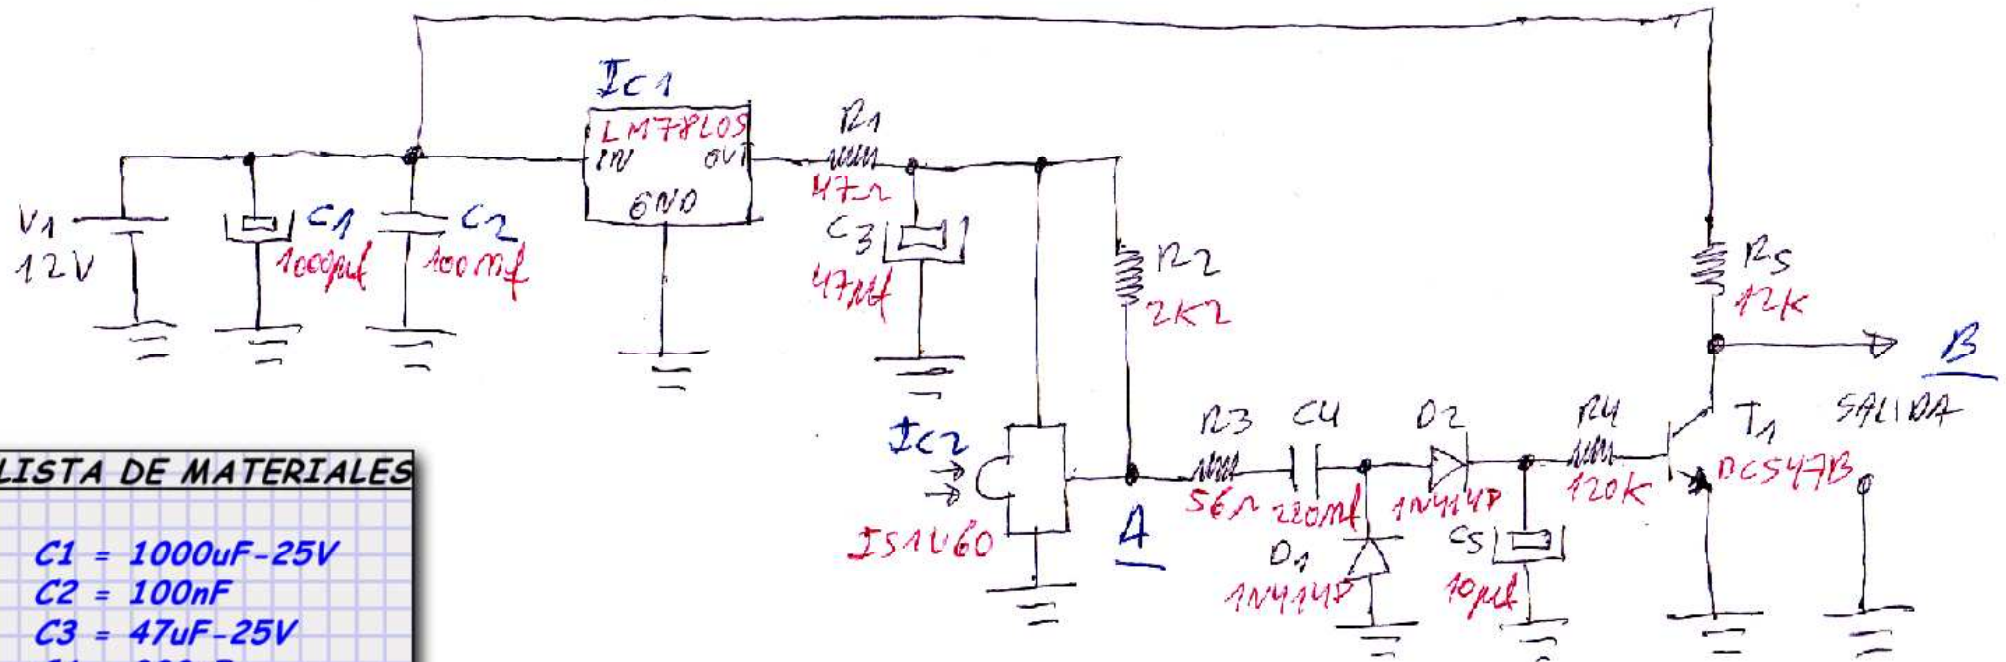 IC1
LM78L05
IN OUT
GND
R1
47Ω
V1
12V
C1
1000µf
C2
100nf
C3
47µf
R2
2K2
R5
12K
B
SALIDA
IC2
IS1U60
A
R3
56Ω
C4
220nf
D2
1N4148
R4
120K
T1
BC547B
D1
1N4148
C5
10µf
LISTA DE MATERIALES
C1 = 1000uF-25V
C2 = 100nF
C3 = 47uF-25V